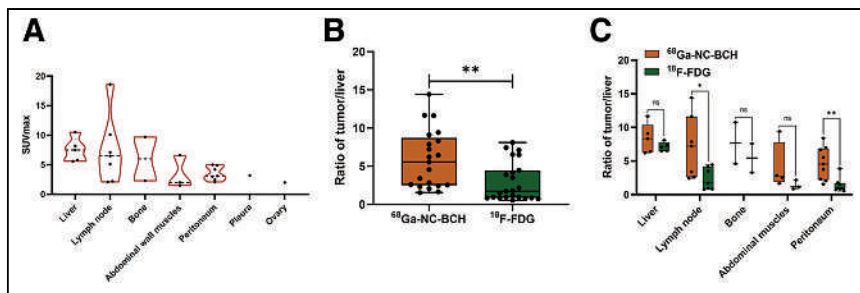 A
SUVmax
20
15
10
5
0
Liver
Lymph node
Bone
Abdominal wall muscles
Peritoneum
Pleura
Ovary
B
Ratio of tumor/liver
20
15
10
5
0
**
⁶⁸Ga-NC-BCH
¹⁸F-FDG
C
⁶⁸Ga-NC-BCH
¹⁸F-FDG
Ratio of tumor/liver
20
15
10
5
0
ns
*
ns
ns
**
Liver
Lymph node
Bone
Abdominal muscles
Peritoneum